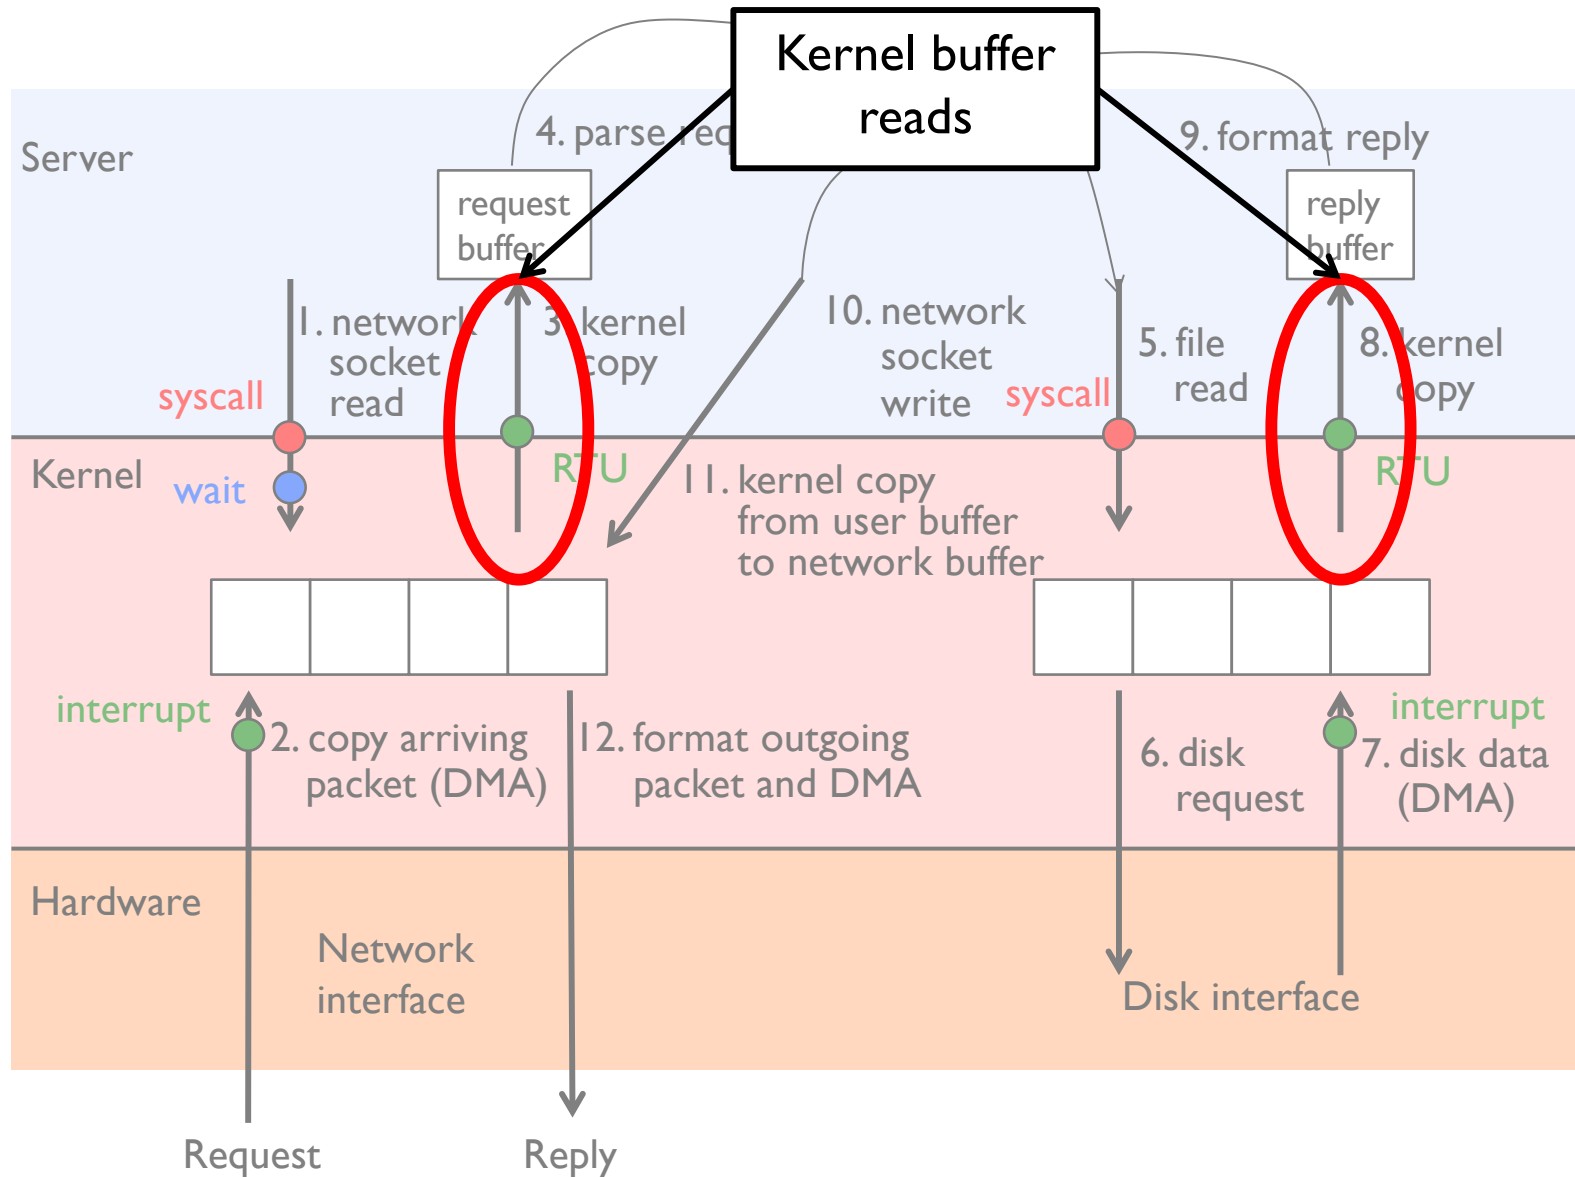 Kernel buffer
reads
4. parse req
9. format reply
Server
request
buffer
reply
buffer
1. network
socket
read
3. kernel
copy
10. network
socket
write
5. file
read
8. kernel
copy
syscall
syscall
Kernel
wait
RTU
11. kernel copy
from user buffer
to network buffer
RTU
interrupt
2. copy arriving
packet (DMA)
12. format outgoing
packet and DMA
6. disk
request
interrupt
7. disk data
(DMA)
Hardware
Network
interface
Disk interface
Request
Reply